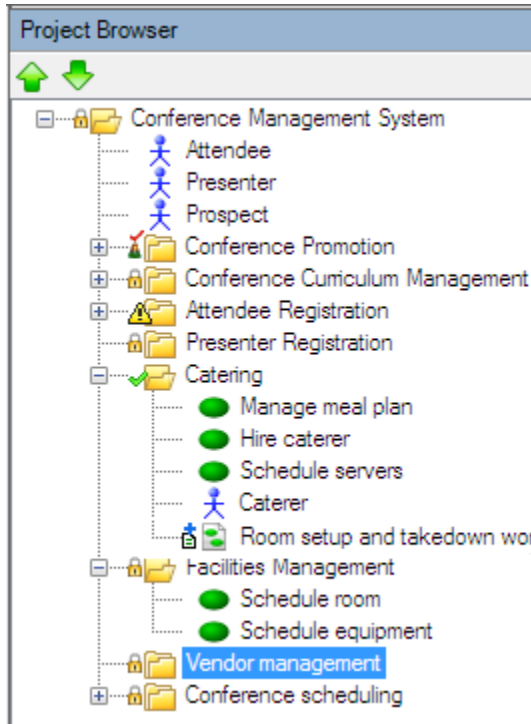 Project Browser
Conference Management System
Attendee
Presenter
Prospect
Conference Promotion
Conference Curriculum Management
Attendee Registration
Presenter Registration
Catering
Manage meal plan
Hire caterer
Schedule servers
Caterer
Room setup and takedown wor
Facilities Management
Schedule room
Schedule equipment
Vendor management
Conference scheduling